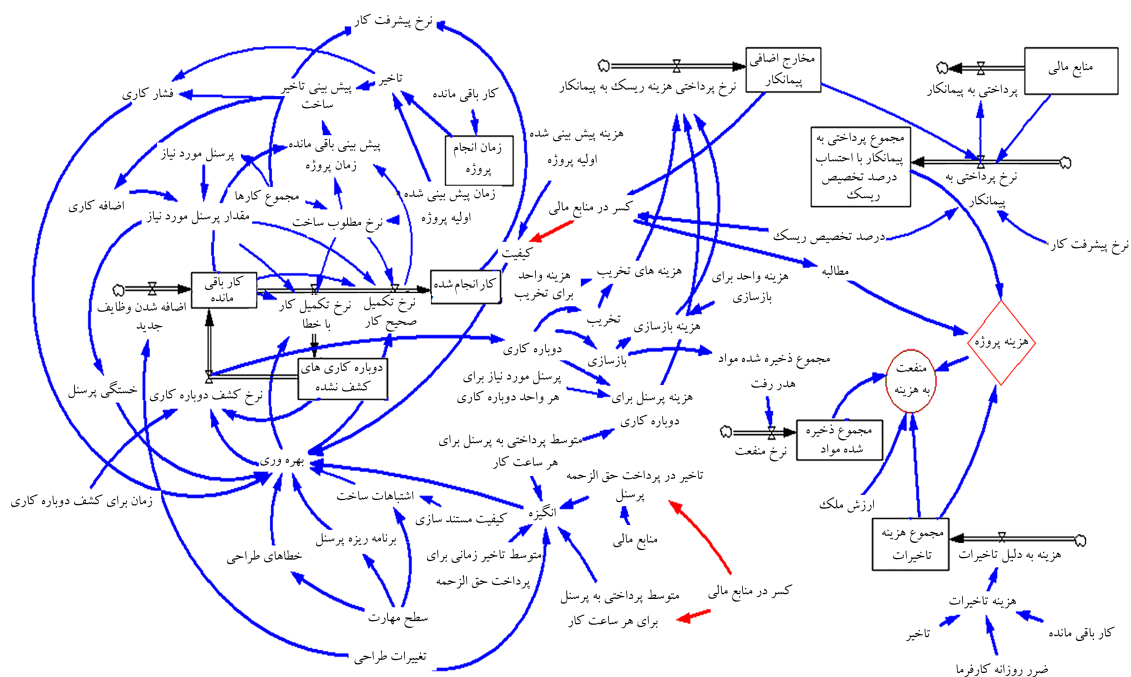 نرخ پیشرفت کار
تاخیر
پیش بینی تاخیر
ساخت
فشار کاری
کار باقی مانده
زمان انجام
پروژه
پیش بینی باقی مانده
زمان پروژه
پرسنل مورد نیاز
مجموع کارها
زمان پیش بینی شده
اولیه پروژه
اضافه کاری
مقدار پرسنل مورد نیاز
نرخ مطلوب ساخت
هزینه پیش بینی شده
اولیه پروژه
کیفیت
کار باقی
مانده
اضافه شدن وظایف
جدید
نرخ تکمیل کار
با خطا
نرخ تکمیل
صحیح کار
کار انجام شده
دوباره کاری های
کشف نشده
نرخ کشف دوباره کاری
خستگی پرسنل
بهره وری
زمان برای کشف دوباره کاری
اشتباهات ساخت
کیفیت مستند سازی
برنامه ریزه پرسنل
خطاهای طراحی
سطح مهارت
تغییرات طراحی
انگیزه
متوسط تاخیر زمانی برای
پرداخت حق الزحمه
متوسط پرداختی به پرسنل برای
هر ساعت کار
تاخیر در پرداخت حق الزحمه
پرسنل
منابع مالی
متوسط پرداختی به پرسنل
برای هر ساعت کار
کسر در منابع مالی
نرخ پرداختی هزینه ریسک به پیمانکار
مخارج اضافی
پیمانکار
کسر در منابع مالی
هزینه واحد
برای تخریب
هزینه های تخریب
تخریب
هزینه واحد برای
بازسازی
هزینه بازسازی
بازسازی
دوباره کاری
پرسنل مورد نیاز برای
هر واحد دوباره کاری
هزینه پرسنل برای
دوباره کاری
مجموع ذخیره شده مواد
هدر رفت
نرخ منفعت
مجموع ذخیره
شده مواد
منابع مالی
پرداختی به پیمانکار
مجموع پرداختی به
پیمانکار با احتساب
درصد تخصیص
ریسک
نرخ پرداختی به
پیمانکار
درصد تخصیص ریسک
نرخ پیشرفت کار
مطالبه
هزینه پروژه
منفعت
به هزینه
ارزش ملک
مجموع هزینه
تاخیرات
هزینه به دلیل تاخیرات
هزینه تاخیرات
تاخیر
کار باقی مانده
ضرر روزانه کارفرما